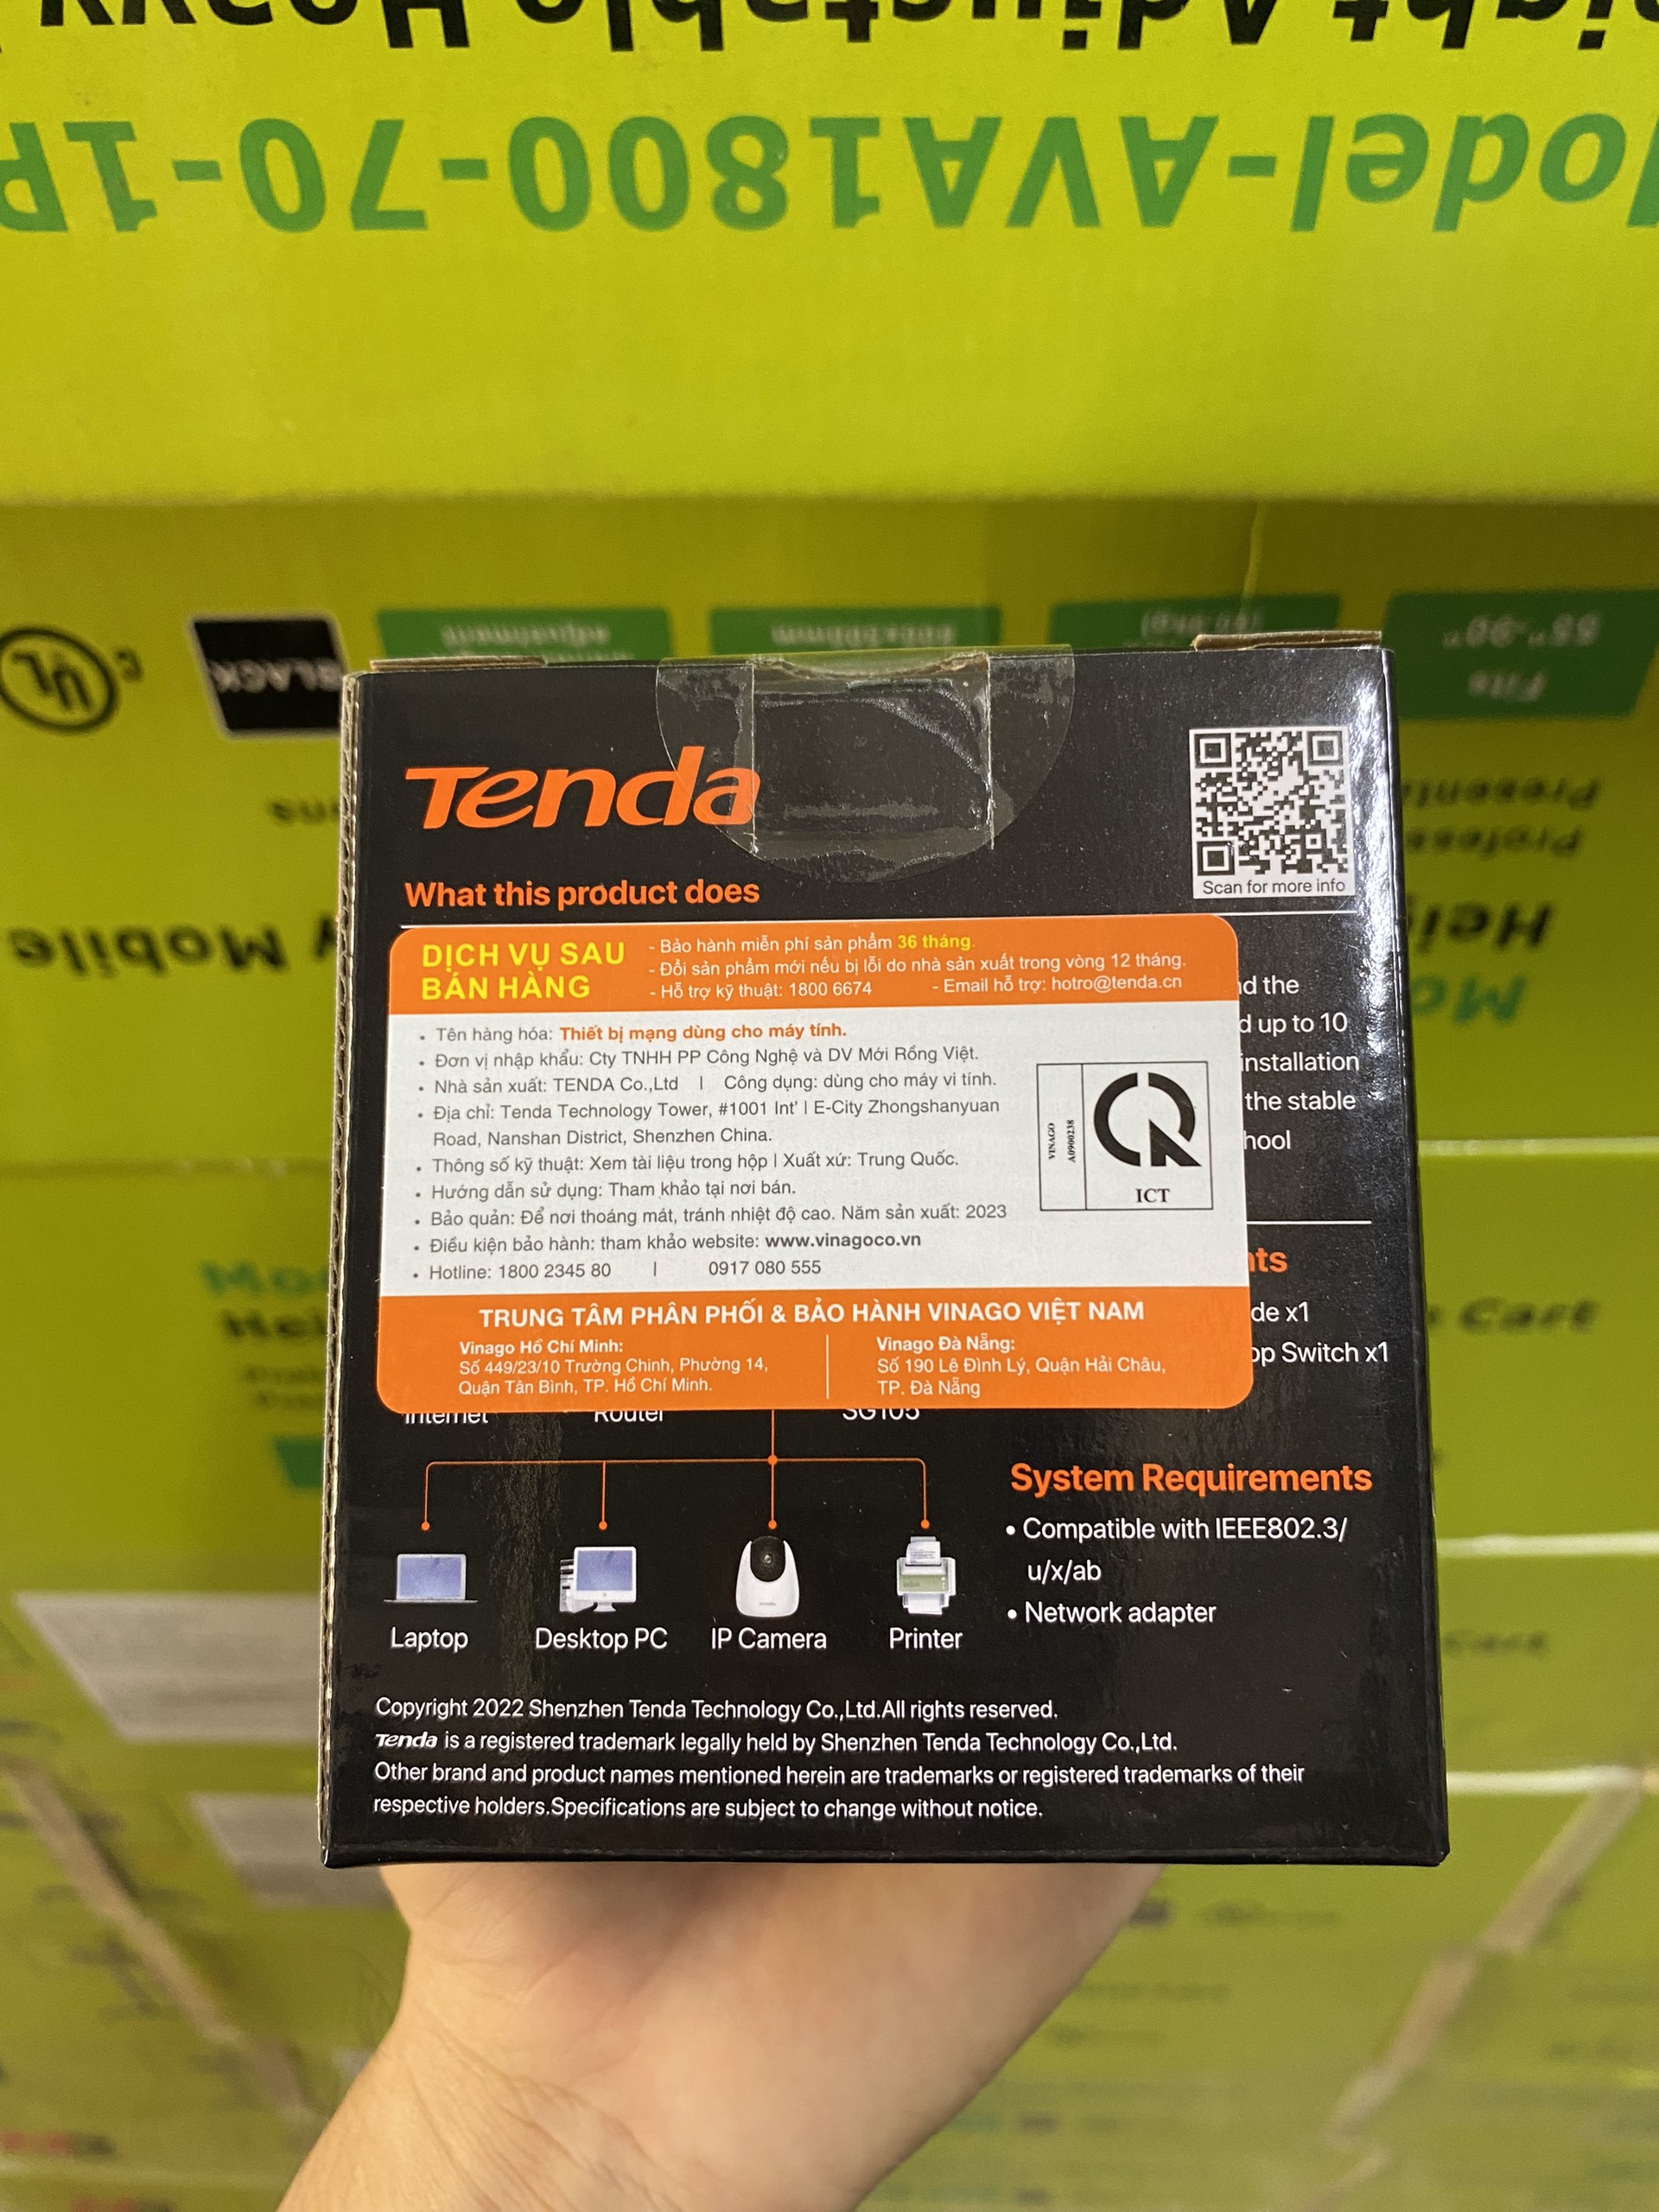 Model-AVA1800-70-1P
BLACK
Fits
55"-90"
Mobile
Tenda
Scan for more info
What this product does
DỊCH VỤ SAU
BÁN HÀNG
- Bảo hành miễn phí sản phẩm 36 tháng.
- Đổi sản phẩm mới nếu bị lỗi do nhà sản xuất trong vòng 12 tháng.
- Hỗ trợ kỹ thuật: 1800 6674 - Email hỗ trợ: hotro@tenda.cn
• Tên hàng hóa: Thiết bị mạng dùng cho máy tính.
• Đơn vị nhập khẩu: Cty TNHH PP Công Nghệ và DV Mới Rồng Việt.
• Nhà sản xuất: TENDA Co.,Ltd | Công dụng: dùng cho máy vi tính.
• Địa chỉ: Tenda Technology Tower, #1001 Int' l E-City Zhongshanyuan
Road, Nanshan District, Shenzhen China.
• Thông số kỹ thuật: Xem tài liệu trong hộp | Xuất xứ: Trung Quốc.
• Hướng dẫn sử dụng: Tham khảo tại nơi bán.
• Bảo quản: Để nơi thoáng mát, tránh nhiệt độ cao. Năm sản xuất: 2023
• Điều kiện bảo hành: tham khảo website: www.vinagoco.vn
• Hotline: 1800 2345 80 | 0917 080 555
VINAGO
A0900238
ICT
TRUNG TÂM PHÂN PHỐI & BẢO HÀNH VINAGO VIỆT NAM
Vinago Hồ Chí Minh:
Số 449/23/10 Trường Chinh, Phường 14,
Quận Tân Bình, TP. Hồ Chí Minh.
Vinago Đà Nẵng:
Số 190 Lê Đình Lý, Quận Hải Châu,
TP. Đà Nẵng
d the
d up to 10
installation
the stable
hool
nts
de x1
op Switch x1
Internet Router SG105
Laptop Desktop PC IP Camera Printer
System Requirements
• Compatible with IEEE802.3/
u/x/ab
• Network adapter
Copyright 2022 Shenzhen Tenda Technology Co.,Ltd.All rights reserved.
Tenda is a registered trademark legally held by Shenzhen Tenda Technology Co.,Ltd.
Other brand and product names mentioned herein are trademarks or registered trademarks of their
respective holders.Specifications are subject to change without notice.